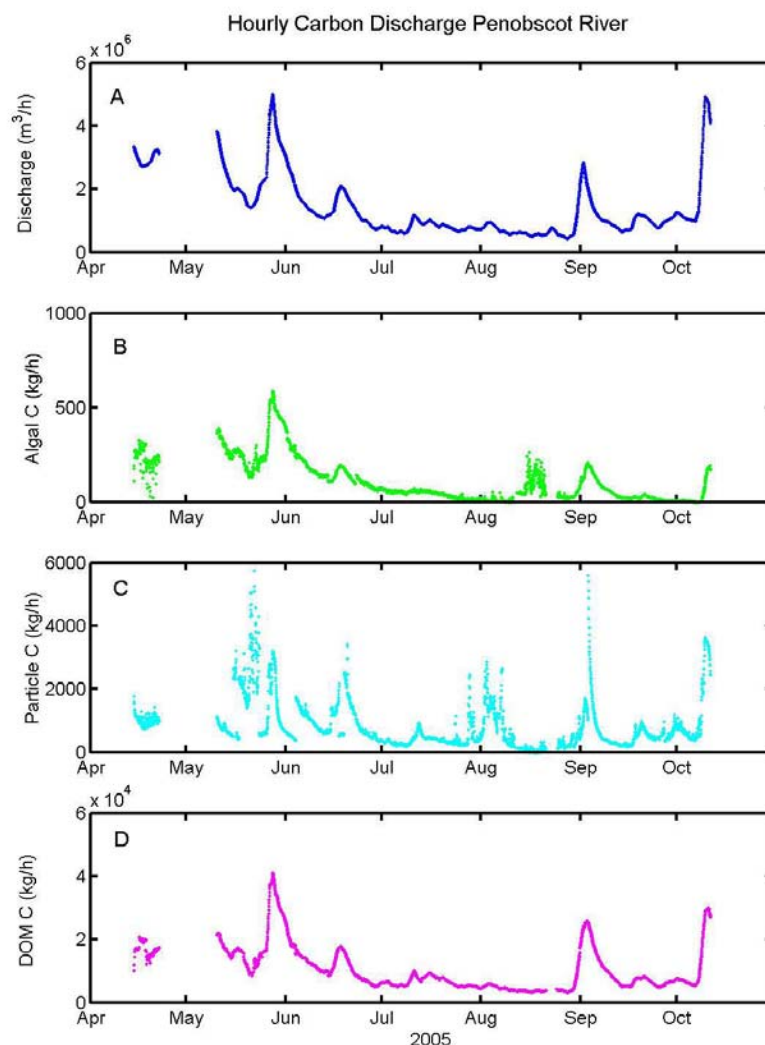 Hourly Carbon Discharge Penobscot River
x 10^6
A
Discharge (m^3/h)
6
4
2
0
Apr May Jun Jul Aug Sep Oct
B
Algal C (kg/h)
1000
500
0
Apr May Jun Jul Aug Sep Oct
C
Particle C (kg/h)
6000
4000
2000
0
Apr May Jun Jul Aug Sep Oct
x 10^4
D
DOM C (kg/h)
6
4
2
0
Apr May Jun Jul Aug Sep Oct
2005